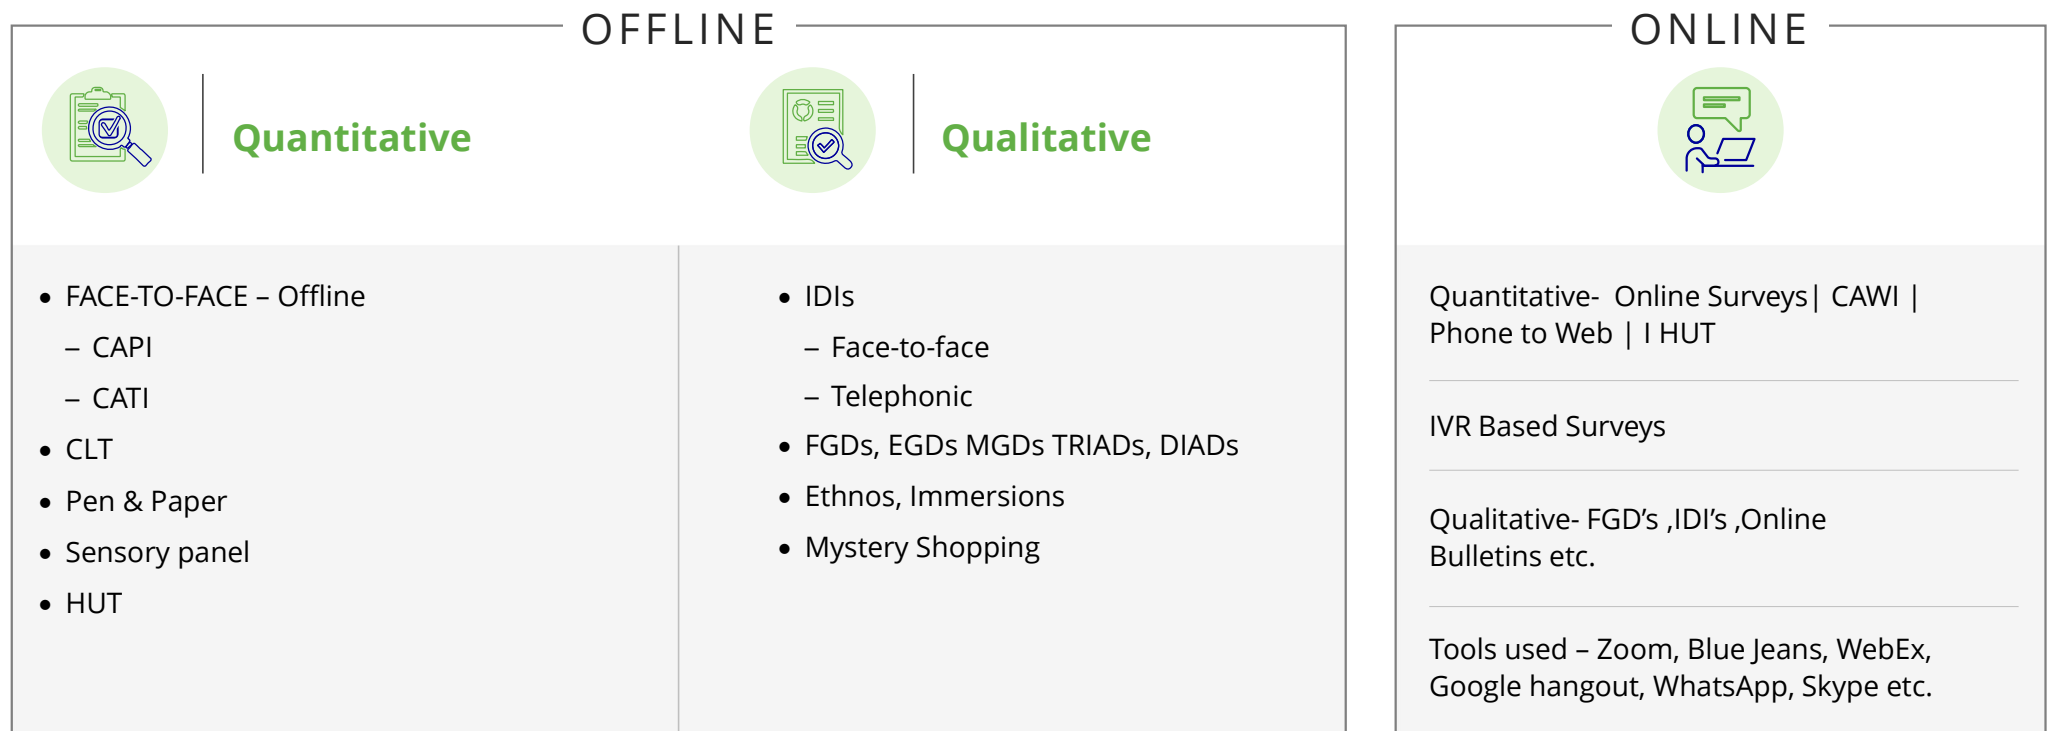 OFFLINE
Quantitative
• FACE-TO-FACE – Offline
– CAPI
– CATI
• CLT
• Pen & Paper
• Sensory panel
• HUT
Qualitative
• IDIs
– Face-to-face
– Telephonic
• FGDs, EGDs MGDs TRIADs, DIADs
• Ethnos, Immersions
• Mystery Shopping
ONLINE
Quantitative-  Online Surveys| CAWI |
Phone to Web | I HUT
IVR Based Surveys
Qualitative- FGD’s ,IDI’s ,Online
Bulletins etc.
Tools used – Zoom, Blue Jeans, WebEx,
Google hangout, WhatsApp, Skype etc.